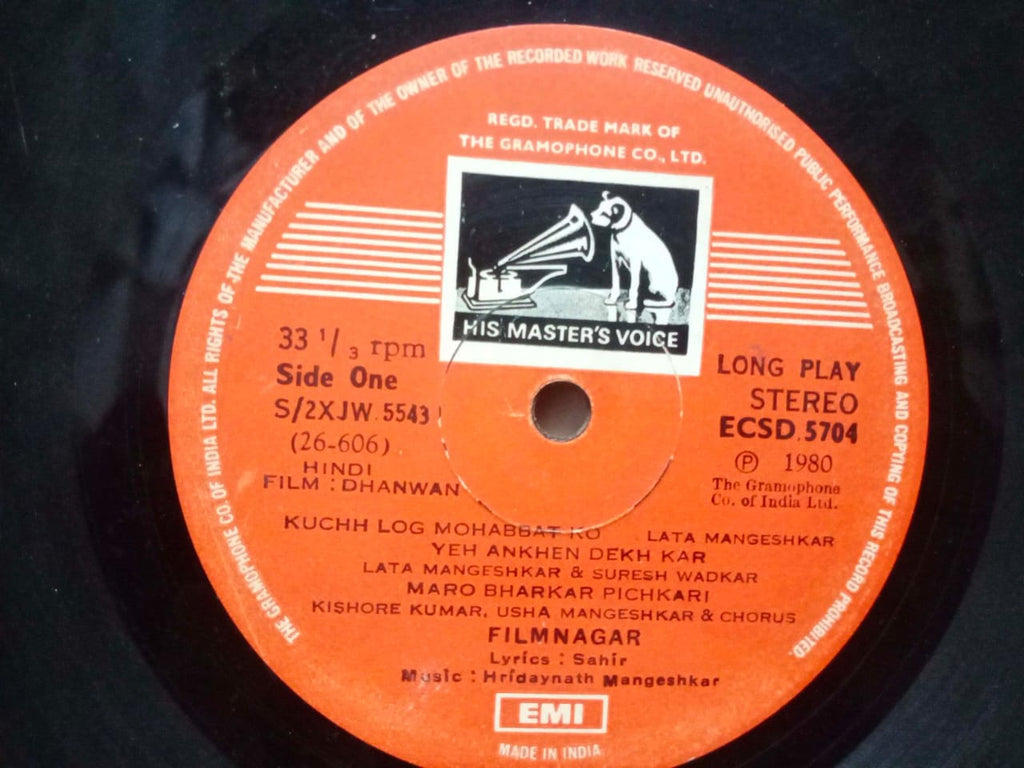 THE GRAMOPHONE CO OF INDIA LTD. ALL RIGHTS OF THE MANUFACTURER AND OF THE OWNER OF THE RECORDED WORK RESERVED UNAUTHORISED PUBLIC PERFORMANCE BROADCASTING AND COPYING OF THIS RECORD PROHIBITED.
REGD. TRADE MARK OF
THE GRAMOPHONE CO., LTD.
HIS MASTER'S VOICE
33 1/3 rpm
Side One
S/2XJW.5543
(26-606)
HINDI
FILM : DHANWAN
LONG PLAY
STEREO
ECSD.5704
Ⓟ 1980
The Gramophone
Co. of India Ltd.
KUCHH LOG MOHABBAT KO LATA MANGESHKAR
YEH ANKHEN DEKH KAR
LATA MANGESHKAR & SURESH WADKAR
MARO BHARKAR PICHKARI
KISHORE KUMAR, USHA MANGESHKAR & CHORUS
FILMNAGAR
Lyrics : Sahir
Music : Hridaynath Mangeshkar
EMI
MADE IN INDIA